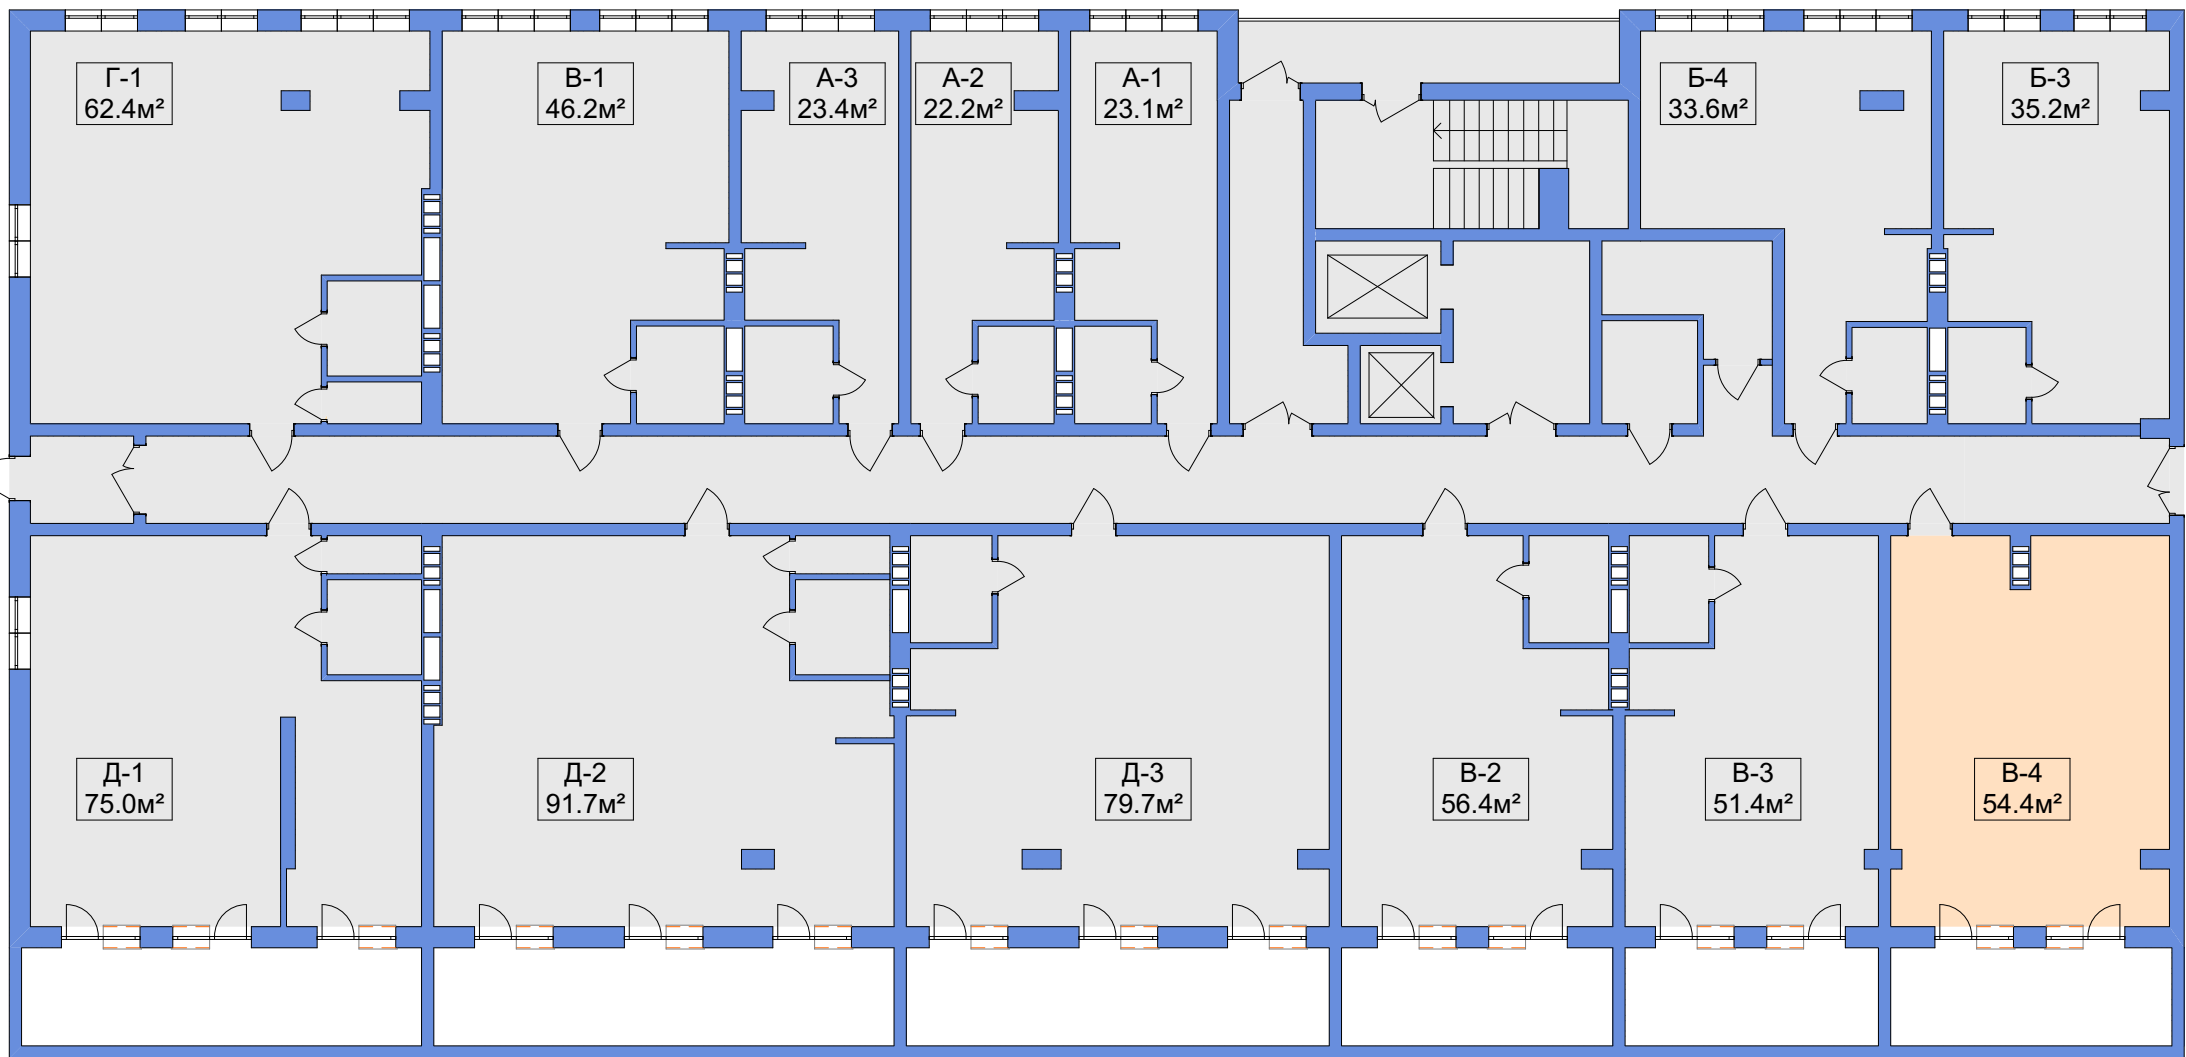 Г-1
62.4м²
В-1
46.2м²
А-3
23.4м²
А-2
22.2м²
А-1
23.1м²
Б-4
33.6м²
Б-3
35.2м²
Д-1
75.0м²
Д-2
91.7м²
Д-3
79.7м²
В-2
56.4м²
В-3
51.4м²
В-4
54.4м²